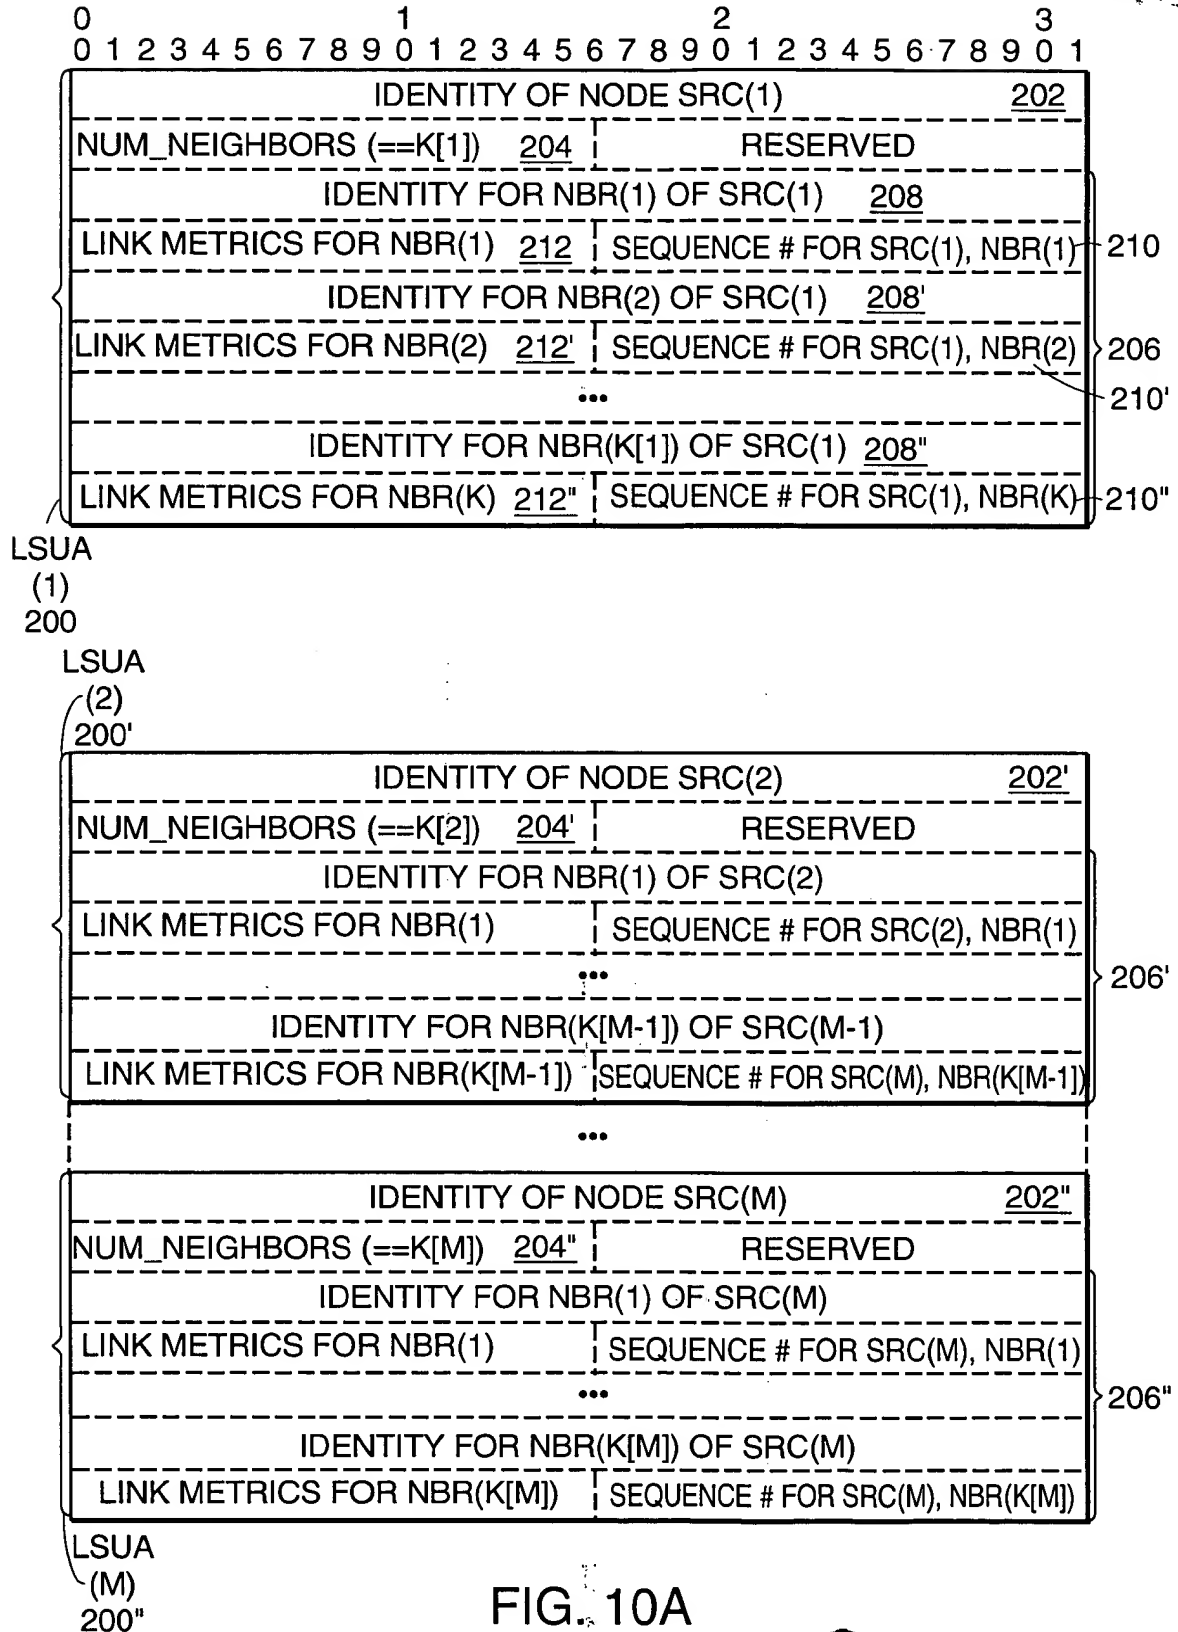 0 1 2 3
0 1 2 3 4 5 6 7 8 9 0 1 2 3 4 5 6 7 8 9 0 1 2 3 4 5 6 7 8 9 0 1
IDENTITY OF NODE SRC(1) 202
NUM_NEIGHBORS (==K[1]) 204 RESERVED
IDENTITY FOR NBR(1) OF SRC(1) 208
LINK METRICS FOR NBR(1) 212 SEQUENCE # FOR SRC(1), NBR(1) 210
IDENTITY FOR NBR(2) OF SRC(1) 208'
LINK METRICS FOR NBR(2) 212' SEQUENCE # FOR SRC(1), NBR(2) 206
••• 210'
IDENTITY FOR NBR(K[1]) OF SRC(1) 208"
LINK METRICS FOR NBR(K) 212" SEQUENCE # FOR SRC(1), NBR(K) 210"
LSUA
(1)
200
LSUA
(2)
200'
IDENTITY OF NODE SRC(2) 202'
NUM_NEIGHBORS (==K[2]) 204' RESERVED
IDENTITY FOR NBR(1) OF SRC(2)
LINK METRICS FOR NBR(1) SEQUENCE # FOR SRC(2), NBR(1)
••• 206'
IDENTITY FOR NBR(K[M-1]) OF SRC(M-1)
LINK METRICS FOR NBR(K[M-1]) SEQUENCE # FOR SRC(M), NBR(K[M-1])
•••
IDENTITY OF NODE SRC(M) 202"
NUM_NEIGHBORS (==K[M]) 204" RESERVED
IDENTITY FOR NBR(1) OF SRC(M)
LINK METRICS FOR NBR(1) SEQUENCE # FOR SRC(M), NBR(1)
••• 206"
IDENTITY FOR NBR(K[M]) OF SRC(M)
LINK METRICS FOR NBR(K[M]) SEQUENCE # FOR SRC(M), NBR(K[M])
LSUA
(M)
200"
FIG. 10A